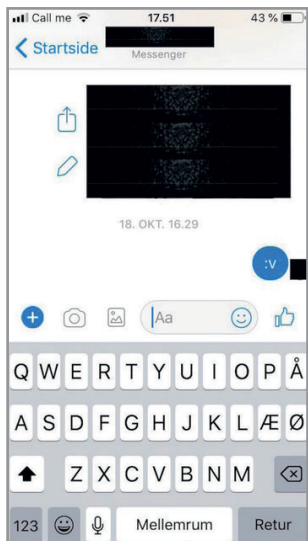 Call me 17.51 43 %
Startside
Messenger
18. OKT. 16.29
:v
Aa
Q W E R T Y U I O P Å
A S D F G H J K L Æ Ø
Z X C V B N M
123 Mellemrum Retur